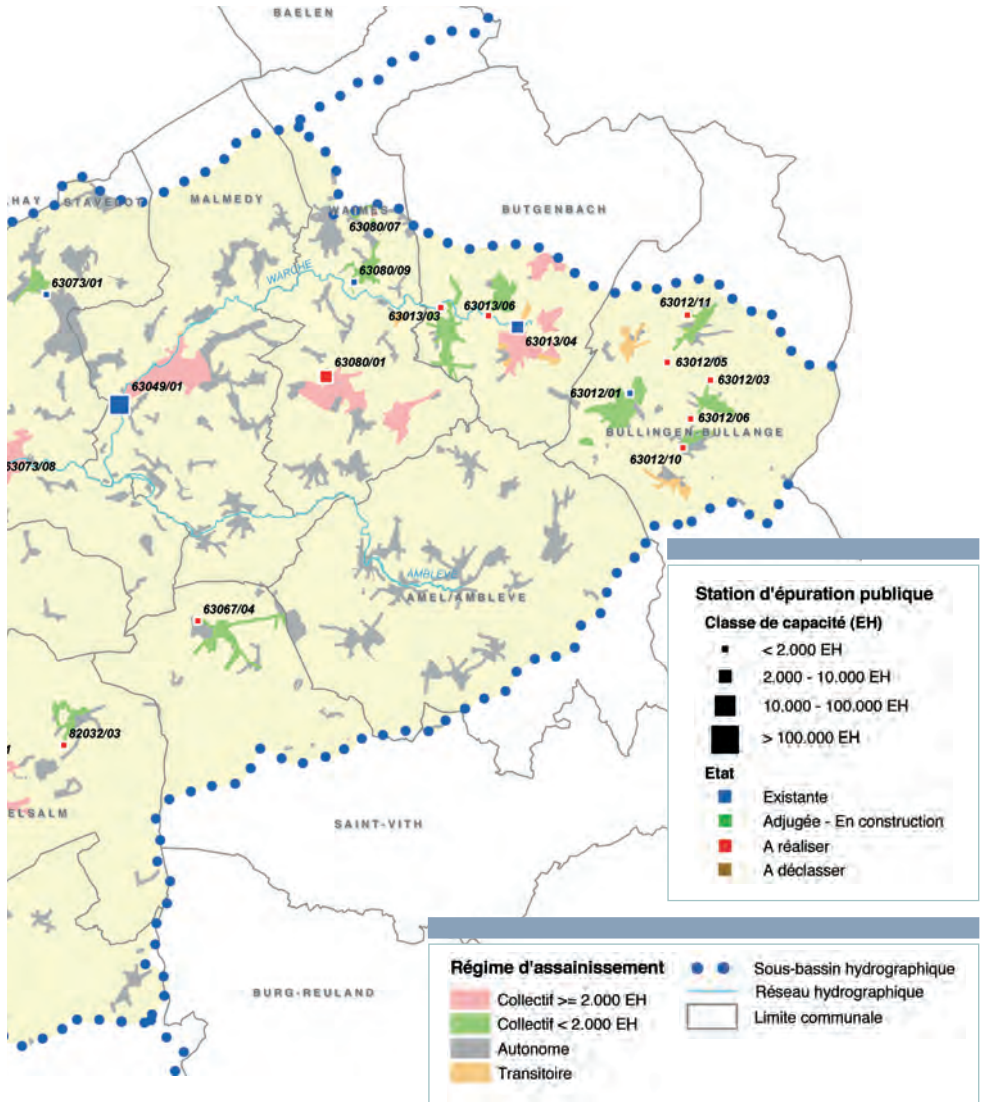 BAELEN
HAY
STAVELOT
MALMEDY
WAIMES
BUTGENBACH
63080/07
63080/09
WARCHE
63073/01
63013/03
63013/06
63013/04
63012/11
63012/05
63012/03
63012/01
63012/06
BULLINGEN-BULLANGE
63012/10
63049/01
63080/01
63073/08
AMBLEVE
AMEL/AMBLEVE
63067/04
82032/03
1
ELSALM
SAINT-VITH
BURG-REULAND
Station d'épuration publique
Classe de capacité (EH)
< 2.000 EH
2.000 - 10.000 EH
10.000 - 100.000 EH
> 100.000 EH
Etat
Existante
Adjugée - En construction
A réaliser
A déclasser
Régime d'assainissement
Collectif >= 2.000 EH
Collectif < 2.000 EH
Autonome
Transitoire
Sous-bassin hydrographique
Réseau hydrographique
Limite communale